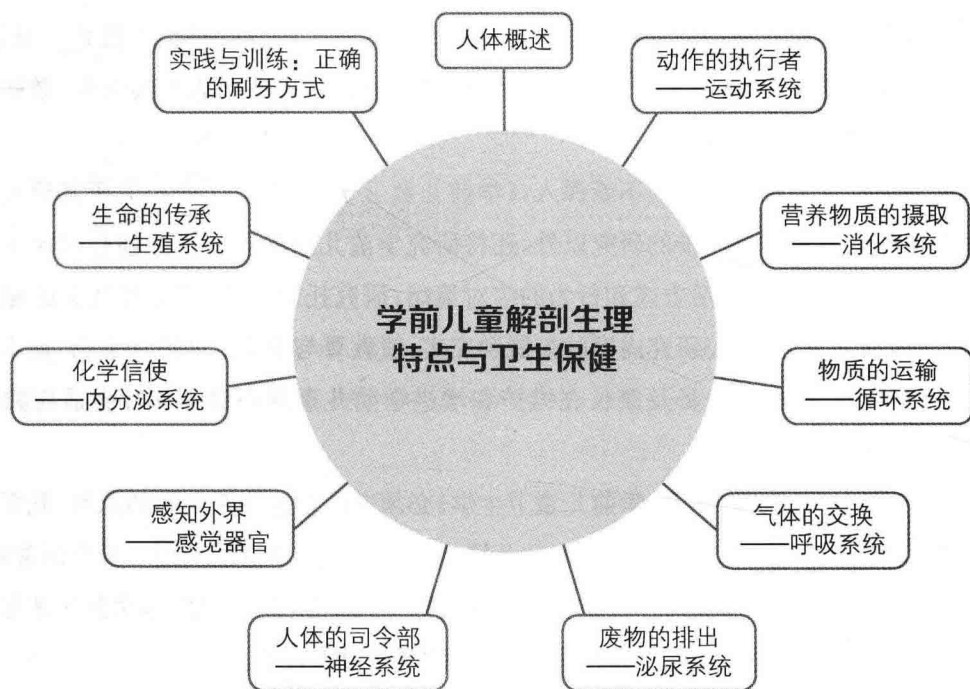 人体概述
动作的执行者
——运动系统
营养物质的摄取
——消化系统
物质的运输
——循环系统
气体的交换
——呼吸系统
废物的排出
——泌尿系统
人体的司令部
——神经系统
感知外界
——感觉器官
化学信使
——内分泌系统
生命的传承
——生殖系统
实践与训练：正确
的刷牙方式
学前儿童解剖生理
特点与卫生保健